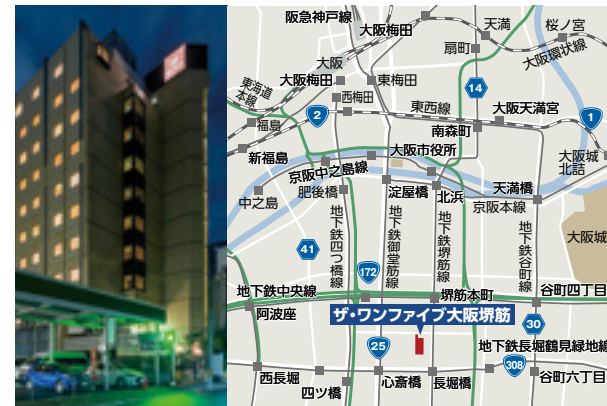 阪急神戸線
大阪梅田
天満
桜ノ宮
扇町
大阪環状線
大阪
大阪梅田
東梅田
東海道
本線
西梅田
14
東西線
大阪天満宮
2
1
福島
南森町
新福島
大阪市役所
大阪城
北詰
京阪中之島線
肥後橋
淀屋橋
北浜
天満橋
中之島
京阪本線
地下鉄四つ橋線
地下鉄御堂筋線
地下鉄堺筋線
地下鉄谷町線
大阪城
41
172
地下鉄中央線
堺筋本町
谷町四丁目
阿波座
ザ・ワンファイブ大阪堺筋
30
25
地下鉄長堀鶴見緑地線
308
西長堀
四ツ橋
心斎橋
長堀橋
谷町六丁目